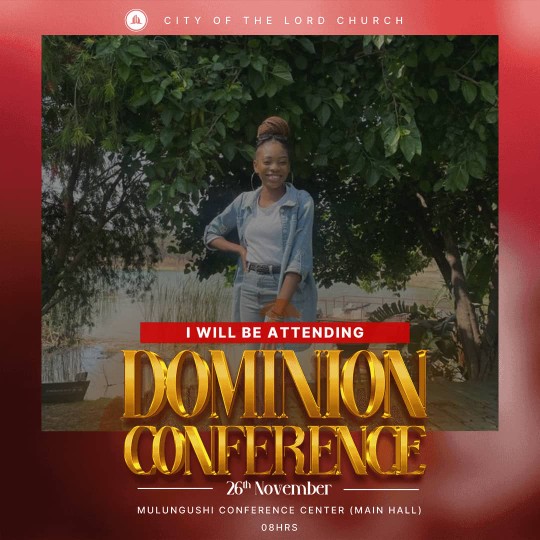 CITY OF THE LORD CHURCH
I WILL BE ATTENDING
DOMINION
CONFERENCE
26th November
MULUNGUSHI CONFERENCE CENTER (MAIN HALL)
08HRS